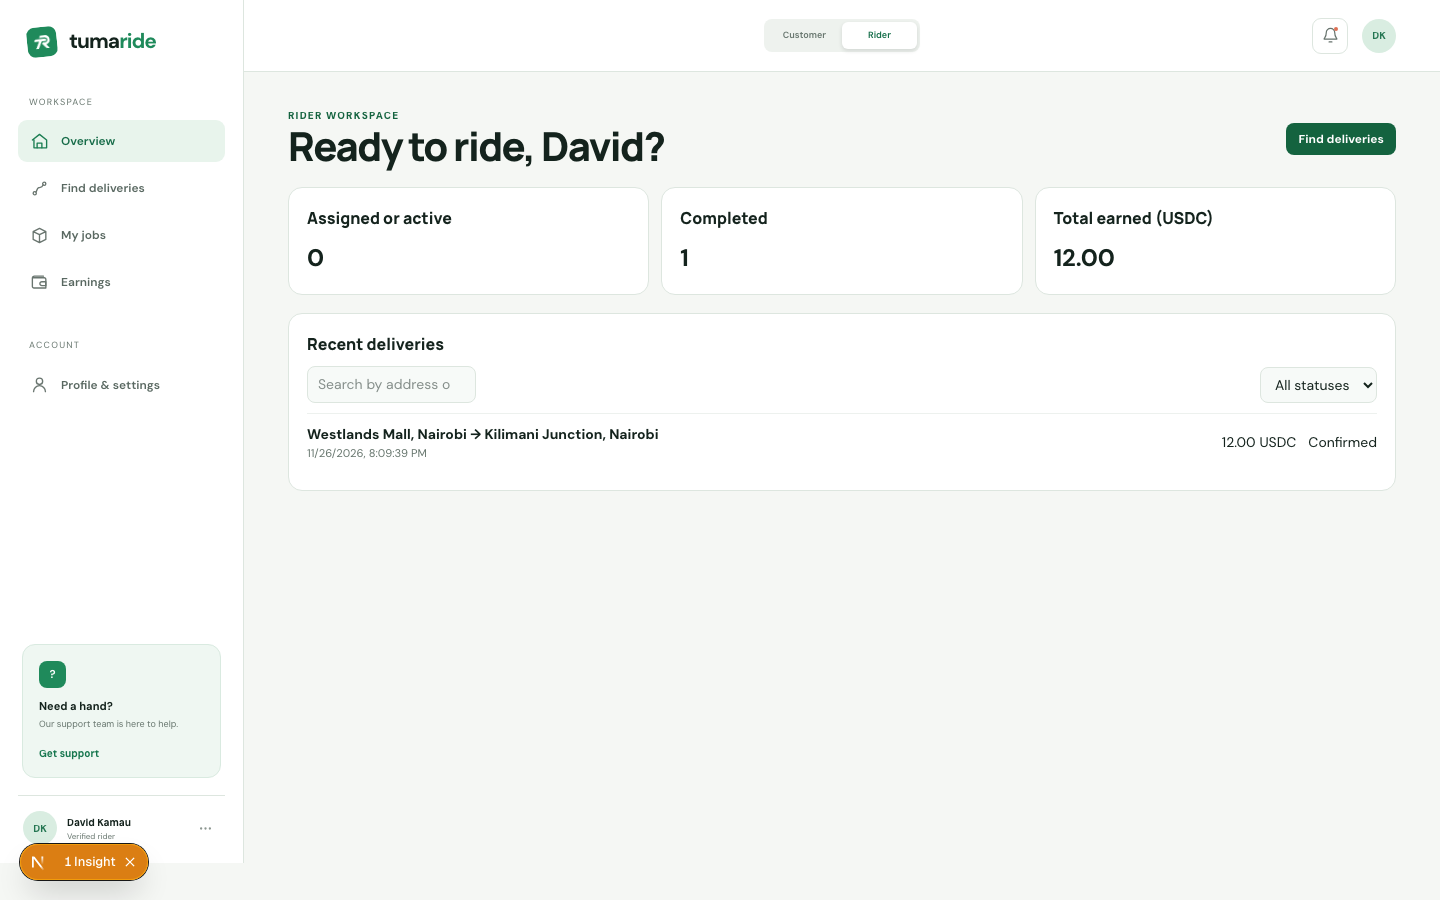 tumaride
Customer
Rider
DK
WORKSPACE
Overview
Find deliveries
My jobs
Earnings
ACCOUNT
Profile & settings
?
Need a hand?
Our support team is here to help.
Get support
DK
David Kamau
Verified rider
1 Insight
RIDER WORKSPACE
Ready to ride, David?
Find deliveries
Assigned or active
0
Completed
1
Total earned (USDC)
12.00
Recent deliveries
Search by address o
All statuses
Westlands Mall, Nairobi → Kilimani Junction, Nairobi
11/26/2026, 8:09:39 PM
12.00 USDC
Confirmed